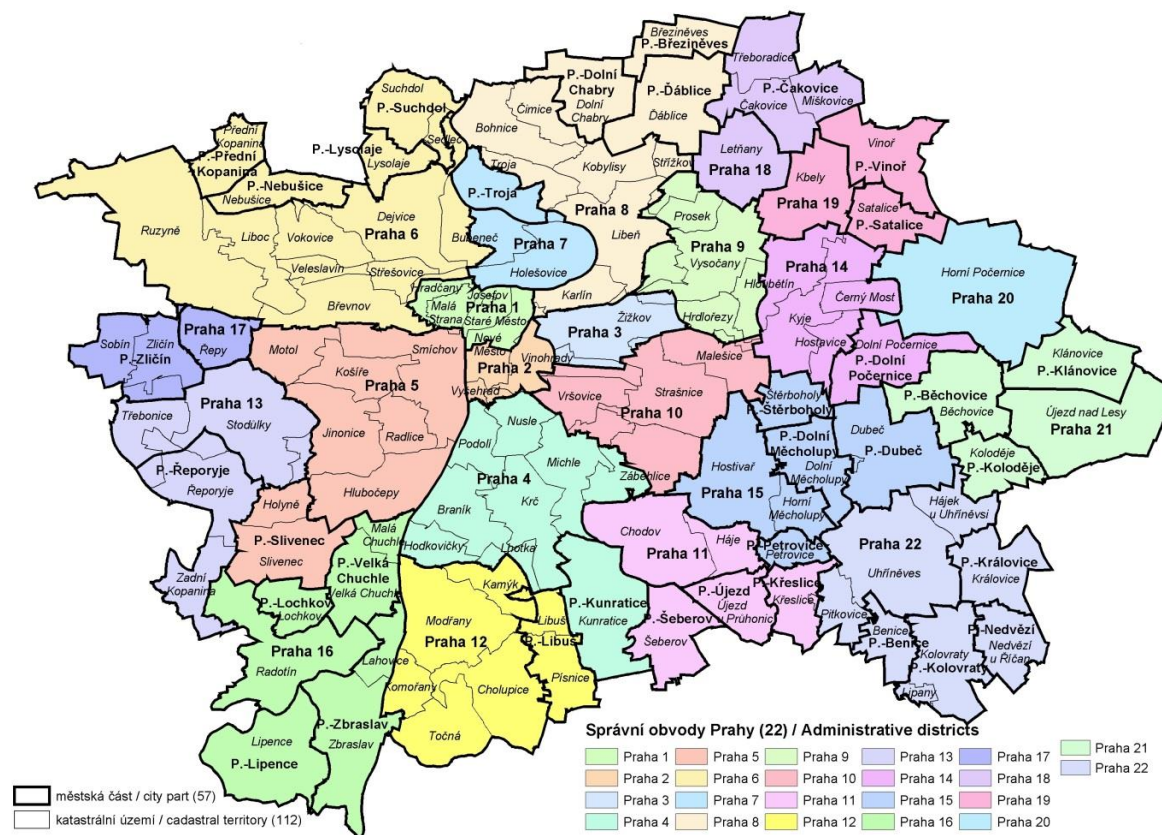 Březiněves
P.-Březiněves
Třeboradice
P.-Dolní
Chabry
Dolní
Chabry
P.-Ďáblice
Ďáblice
P.-Čakovice
Čakovice
Miškovice
Suchdol
P.-Suchdol
Sedlec
Čimice
Bohnice
Přední
Kopanina
P.-Přední
Kopanina
P.-Lysolaje
Lysolaje
P.-Nebušice
Nebušice
Troja
P.-Troja
Kobylisy
Střížkov
Letňany
Praha 18
Vinoř
P.-Vinoř
Kbely
Praha 19
Satalice
P.-Satalice
Ruzyně
Liboc
Vokovice
Dejvice
Praha 6
Bubeneč
Veleslavín
Střešovice
Břevnov
Praha 7
Holešovice
Praha 8
Libeň
Karlín
Prosek
Praha 9
Vysočany
Hloubětín
Hrdlořezy
Praha 14
Černý Most
Kyje
Hostavice
Horní Počernice
Praha 20
Hradčany
Josefov
Malá
Strana
Praha 1
Staré Město
Nové
Město
Praha 2
Vinohrady
Vyšehrad
Žižkov
Praha 3
Praha 17
Řepy
Sobín
Zličín
P.-Zličín
Motol
Smíchov
Košíře
Praha 5
Jinonice
Radlice
Hlubočepy
Malešice
Strašnice
Vršovice
Praha 10
Záběhlice
Dolní Počernice
P.-Dolní
Počernice
Klánovice
P.-Klánovice
P.-Běchovice
Běchovice
Újezd nad Lesy
Praha 21
Koloděje
P.-Koloděje
Praha 13
Třebonice
Stodůlky
P.-Řeporyje
Řeporyje
Zadní
Kopanina
Holyně
P.-Slivenec
Slivenec
Nusle
Podolí
Michle
Praha 4
Krč
Braník
Hodkovičky
Lhotka
Štěrboholy
P.-Štěrboholy
P.-Dolní
Měcholupy
Dolní
Měcholupy
Dubeč
P.-Dubeč
Hostivař
Praha 15
Horní
Měcholupy
P.-Petrovice
Petrovice
Chodov
Háje
Praha 11
Hájek
u Uhříněvsi
Praha 22
Uhříněves
P.-Královice
Královice
Malá
Chuchle
P.-Velká
Chuchle
Velká Chuchle
P.-Lochkov
Lochkov
Praha 16
Radotín
Lahovice
P.-Zbraslav
Zbraslav
Lipence
P.-Lipence
Kamýk
Modřany
Praha 12
Komořany
Cholupice
Točná
Libuš
P.-Libuš
Písnice
P.-Kunratice
Kunratice
P.-Šeberov
Šeberov
P.-Újezd
Újezd
u Průhonic
P.-Křeslice
Křeslice
Pitkovice
Benice
P.-Benice
Kolovraty
P.-Kolovraty
Lipany
P.-Nedvězí
Nedvězí
u Říčan
Správní obvody Prahy (22) / Administrative districts
Praha 1
Praha 2
Praha 3
Praha 4
Praha 5
Praha 6
Praha 7
Praha 8
Praha 9
Praha 10
Praha 11
Praha 12
Praha 13
Praha 14
Praha 15
Praha 16
Praha 17
Praha 18
Praha 19
Praha 20
Praha 21
Praha 22
městská část / city part (57)
katastrální území / cadastral territory (112)